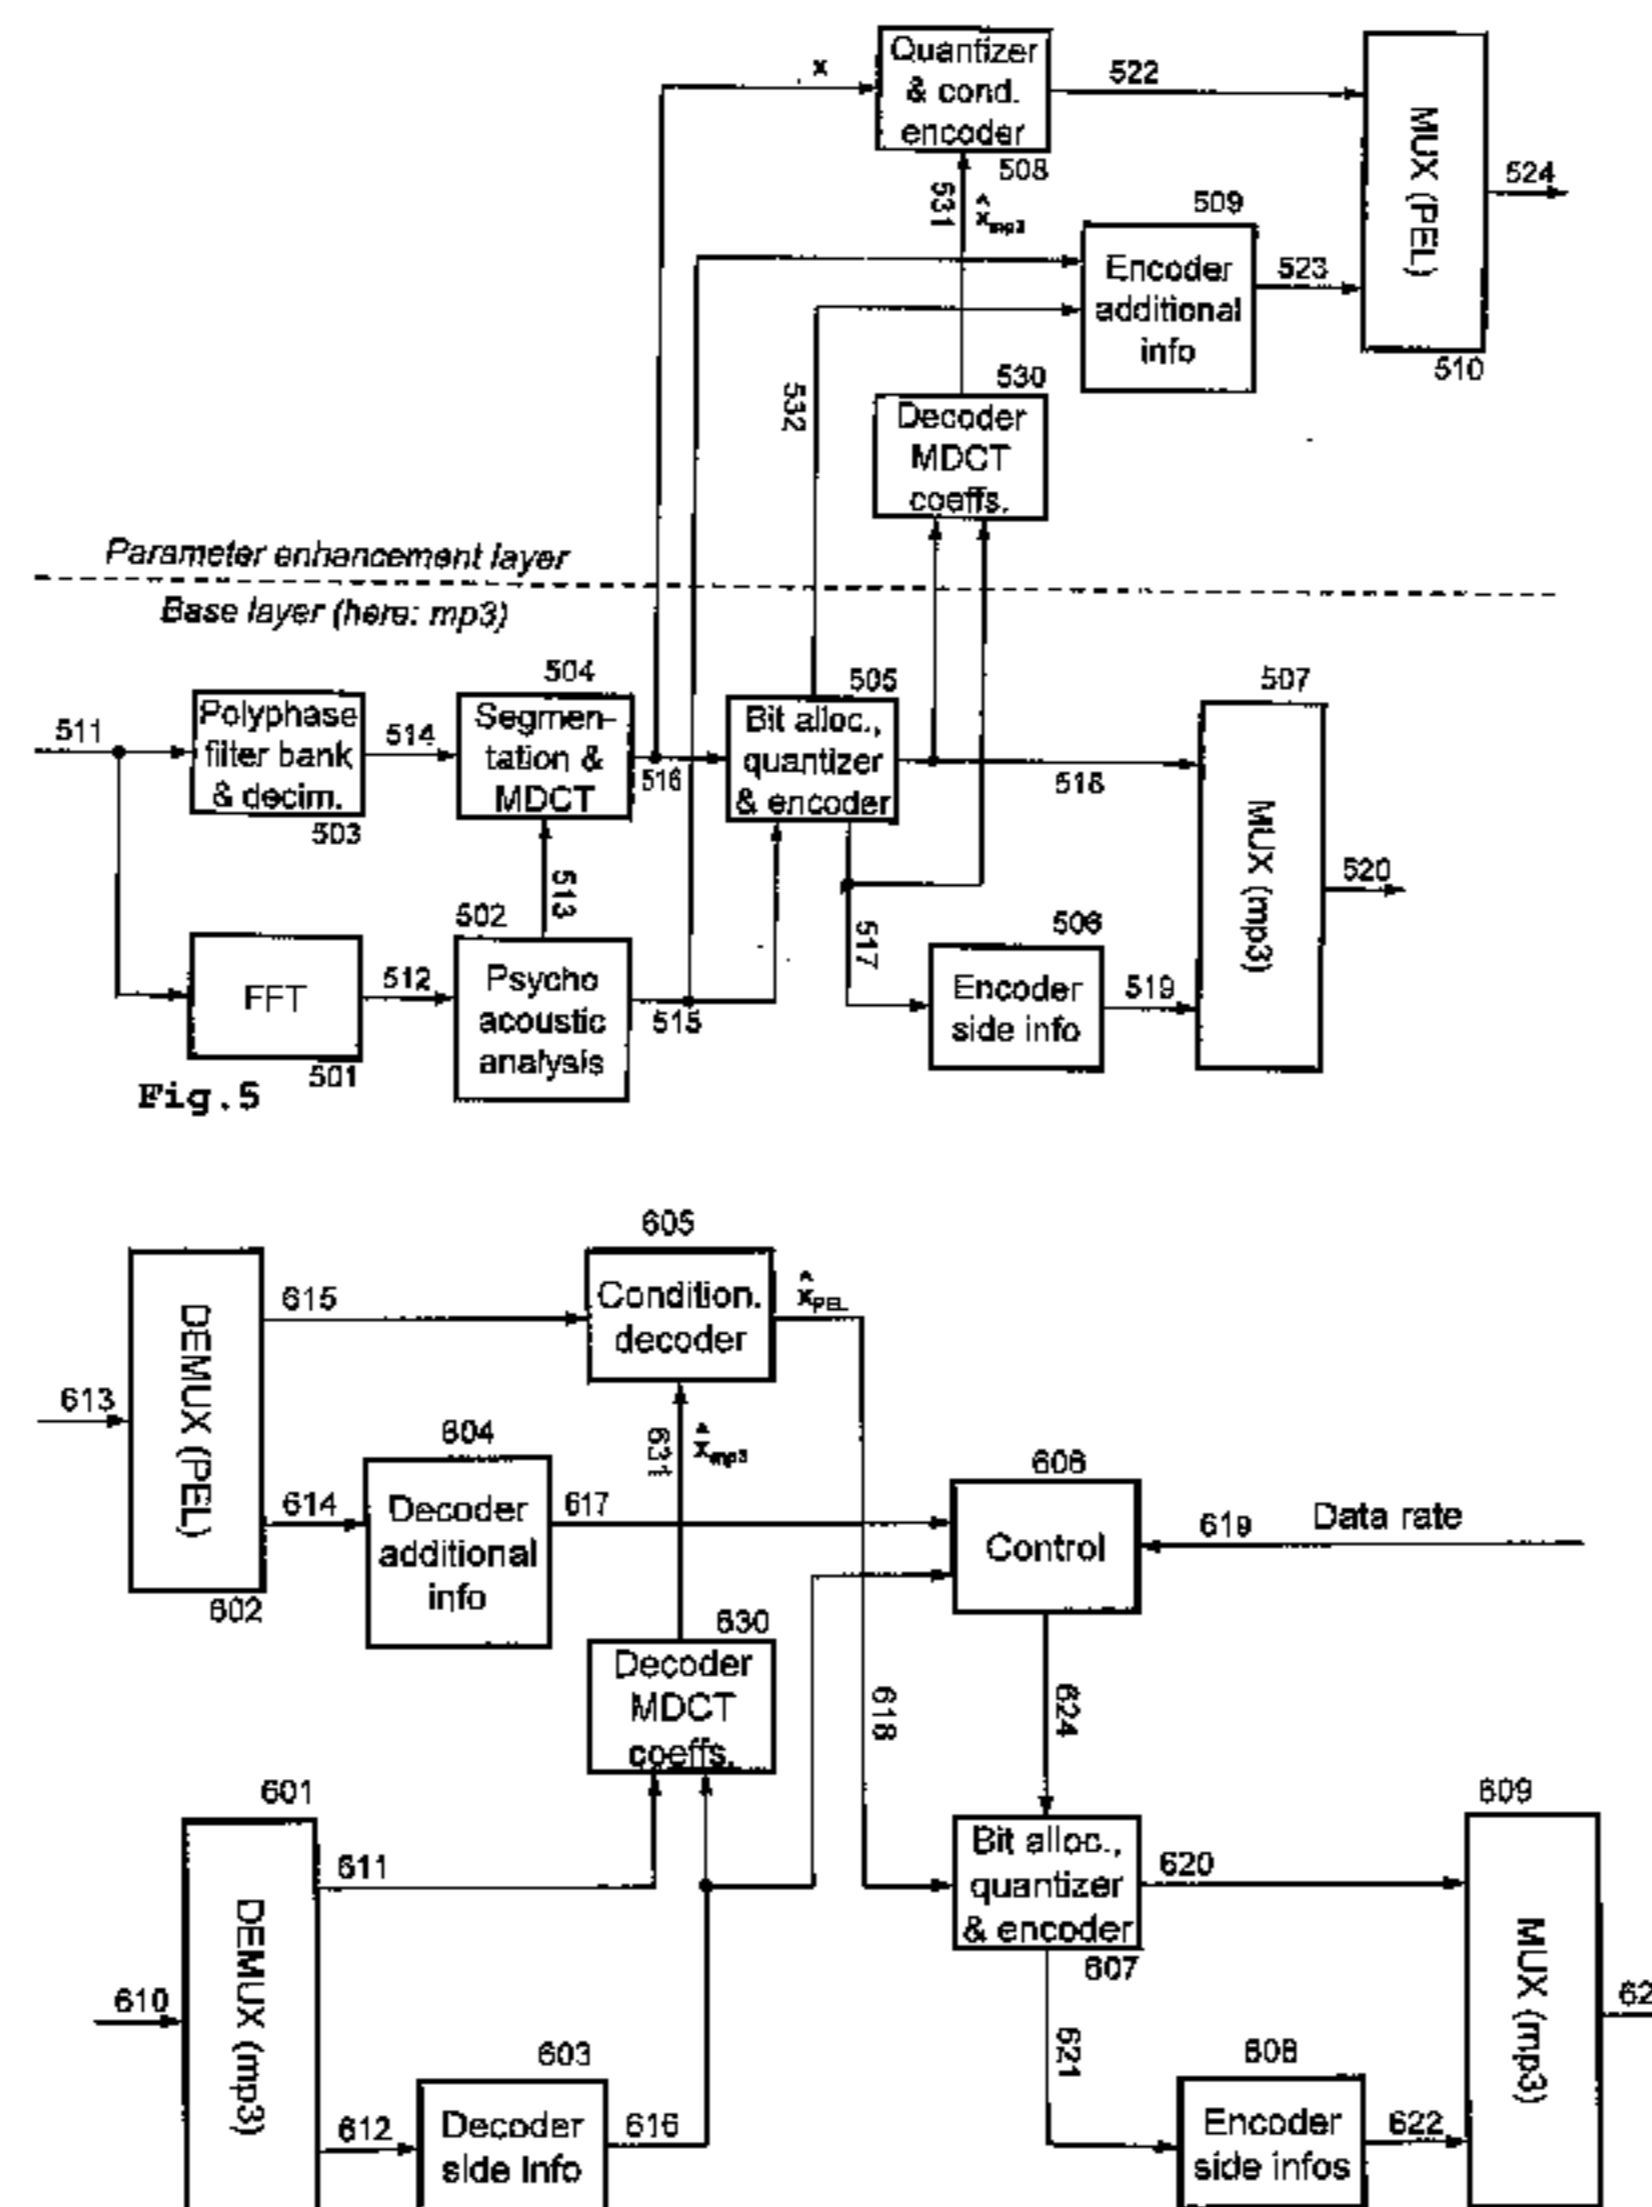 Quantizer
& cond.
encoder
508
x
522
MUX (PEL)
524
510
531
x̂mp3
509
Encoder
additional
info
523
532
530
Decoder
MDCT
coeffs.
Parameter enhancement layer
Base layer (here: mp3)
511
Polyphase
filter bank
& decim.
503
514
504
Segmen-
tation &
MDCT
516
505
Bit alloc.,
quantizer
& encoder
518
507
MUX (mp3)
520
513
502
FFT
501
512
Psycho
acoustic
analysis
515
517
506
Encoder
side info
519
Fig.5
605
Condition.
decoder
x̂PEL
DEMUX (PEL)
615
613
614
602
604
Decoder
additional
info
617
631
x̂mp3
606
Control
619
Data rate
630
Decoder
MDCT
coeffs.
618
624
601
DEMUX (mp3)
611
610
612
603
Decoder
side info
616
Bit alloc.,
quantizer
& encoder
607
620
609
MUX (mp3)
621
608
Encoder
side infos
622